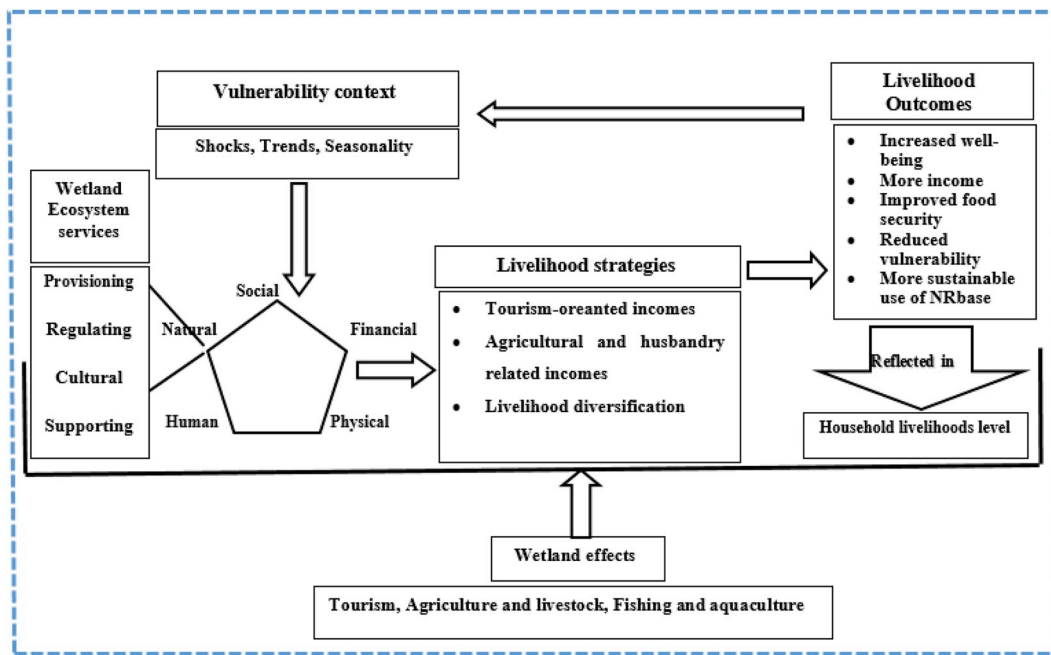 Vulnerability context
Shocks, Trends, Seasonality
Livelihood
Outcomes
• Increased well-
being
• More income
• Improved food
security
• Reduced
vulnerability
• More sustainable
use of NRbase
Wetland
Ecosystem
services
Provisioning
Regulating
Cultural
Supporting
Social
Natural
Financial
Human
Physical
Livelihood strategies
• Tourism-oreanted incomes
• Agricultural and husbandry
related incomes
• Livelihood diversification
Reflected in
Household livelihoods level
Wetland effects
Tourism, Agriculture and livestock, Fishing and aquaculture